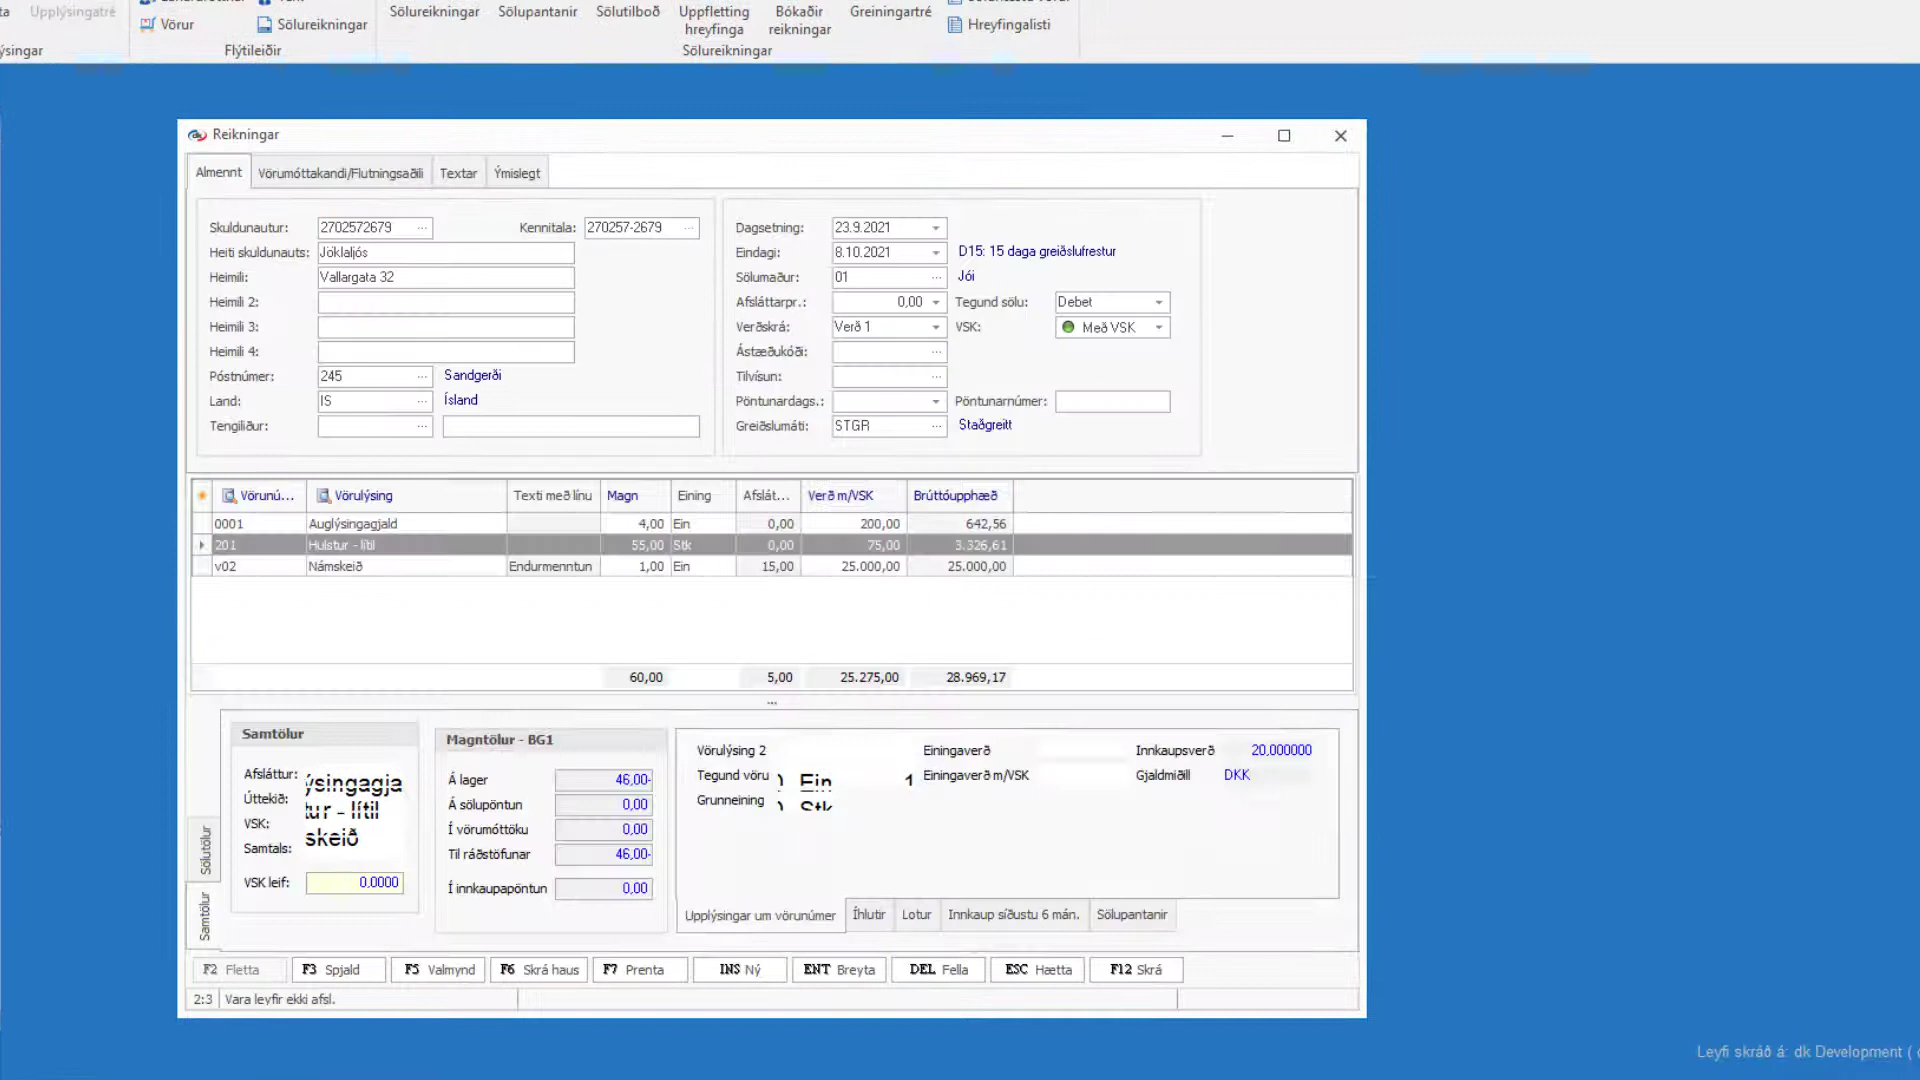 Upplýsingatré
Vörur
Sölureikningar
Flýtileiðir
Sölureikningar
Sölupantanir
Sölutilboð
Uppfletting hreyfinga
Bókaðir reikningar
Greiningartré
Hreyfingalisti
Sölureikningar
Reikningar
Almennt Vörumóttakandi/Flutningsaðili Textar Ýmislegt
Skuldunautur: 2702572679 Kennitala: 270257-2679
Heiti skuldunauts: Jöklaljós
Heimili: Vallargata 32
Heimili 2:
Heimili 3:
Heimili 4:
Póstnúmer: 245 Sandgerði
Land: IS Ísland
Tengiliður:
Dagsetning: 23.9.2021
Eindagi: 8.10.2021 D15: 15 daga greiðslufrestur
Sölumaður: 01 Jói
Afsláttarpr.: 0,00 Tegund sölu: Debet
Verðskrá: Verð 1 VSK: Með VSK
Ástæðukóði:
Tilvísun:
Pöntunardags.: Pöntunarnúmer:
Greiðslumáti: STGR Staðgreitt
Vörunú... Vörulýsing Texti með línu Magn Eining Afslát... Verð m/VSK Brúttóupphæð
0001 Auglýsingagjald 4,00 Ein 0,00 200,00 642,56
201 Hulstur - lítil 55,00 Stk 0,00 75,00 3.326,61
v02 Námskeið Endurmenntun 1,00 Ein 15,00 25.000,00 25.000,00
60,00 5,00 25.275,00 28.969,17
...
Samtölur
Afsláttur:
Úttekið:
VSK:
Samtals:
VSK leif: 0,0000
ýsingagja
tur - lítil
skeið
Sölutölur
Samtölur
Magntölur - BG1
Á lager 46,00-
Á sölupöntun 0,00
Í vörumóttöku 0,00
Til ráðstöfunar 46,00-
Í innkaupapöntun 0,00
Vörulýsing 2 Einingaverð Innkaupsverð 20,000000
Tegund vöru Ein 1 Einingaverð m/VSK Gjaldmiðill DKK
Grunneining Stk
Upplýsingar um vörunúmer Íhlutir Lotur Innkaup síðustu 6 mán. Sölupantanir
F2 Fletta F3 Spjald F5 Valmynd F6 Skrá haus F7 Prenta INS Ný ENT Breyta DEL Fella ESC Hætta F12 Skrá
2:3 Vara leyfir ekki afsl.
Leyfi skráð á: dk Development (